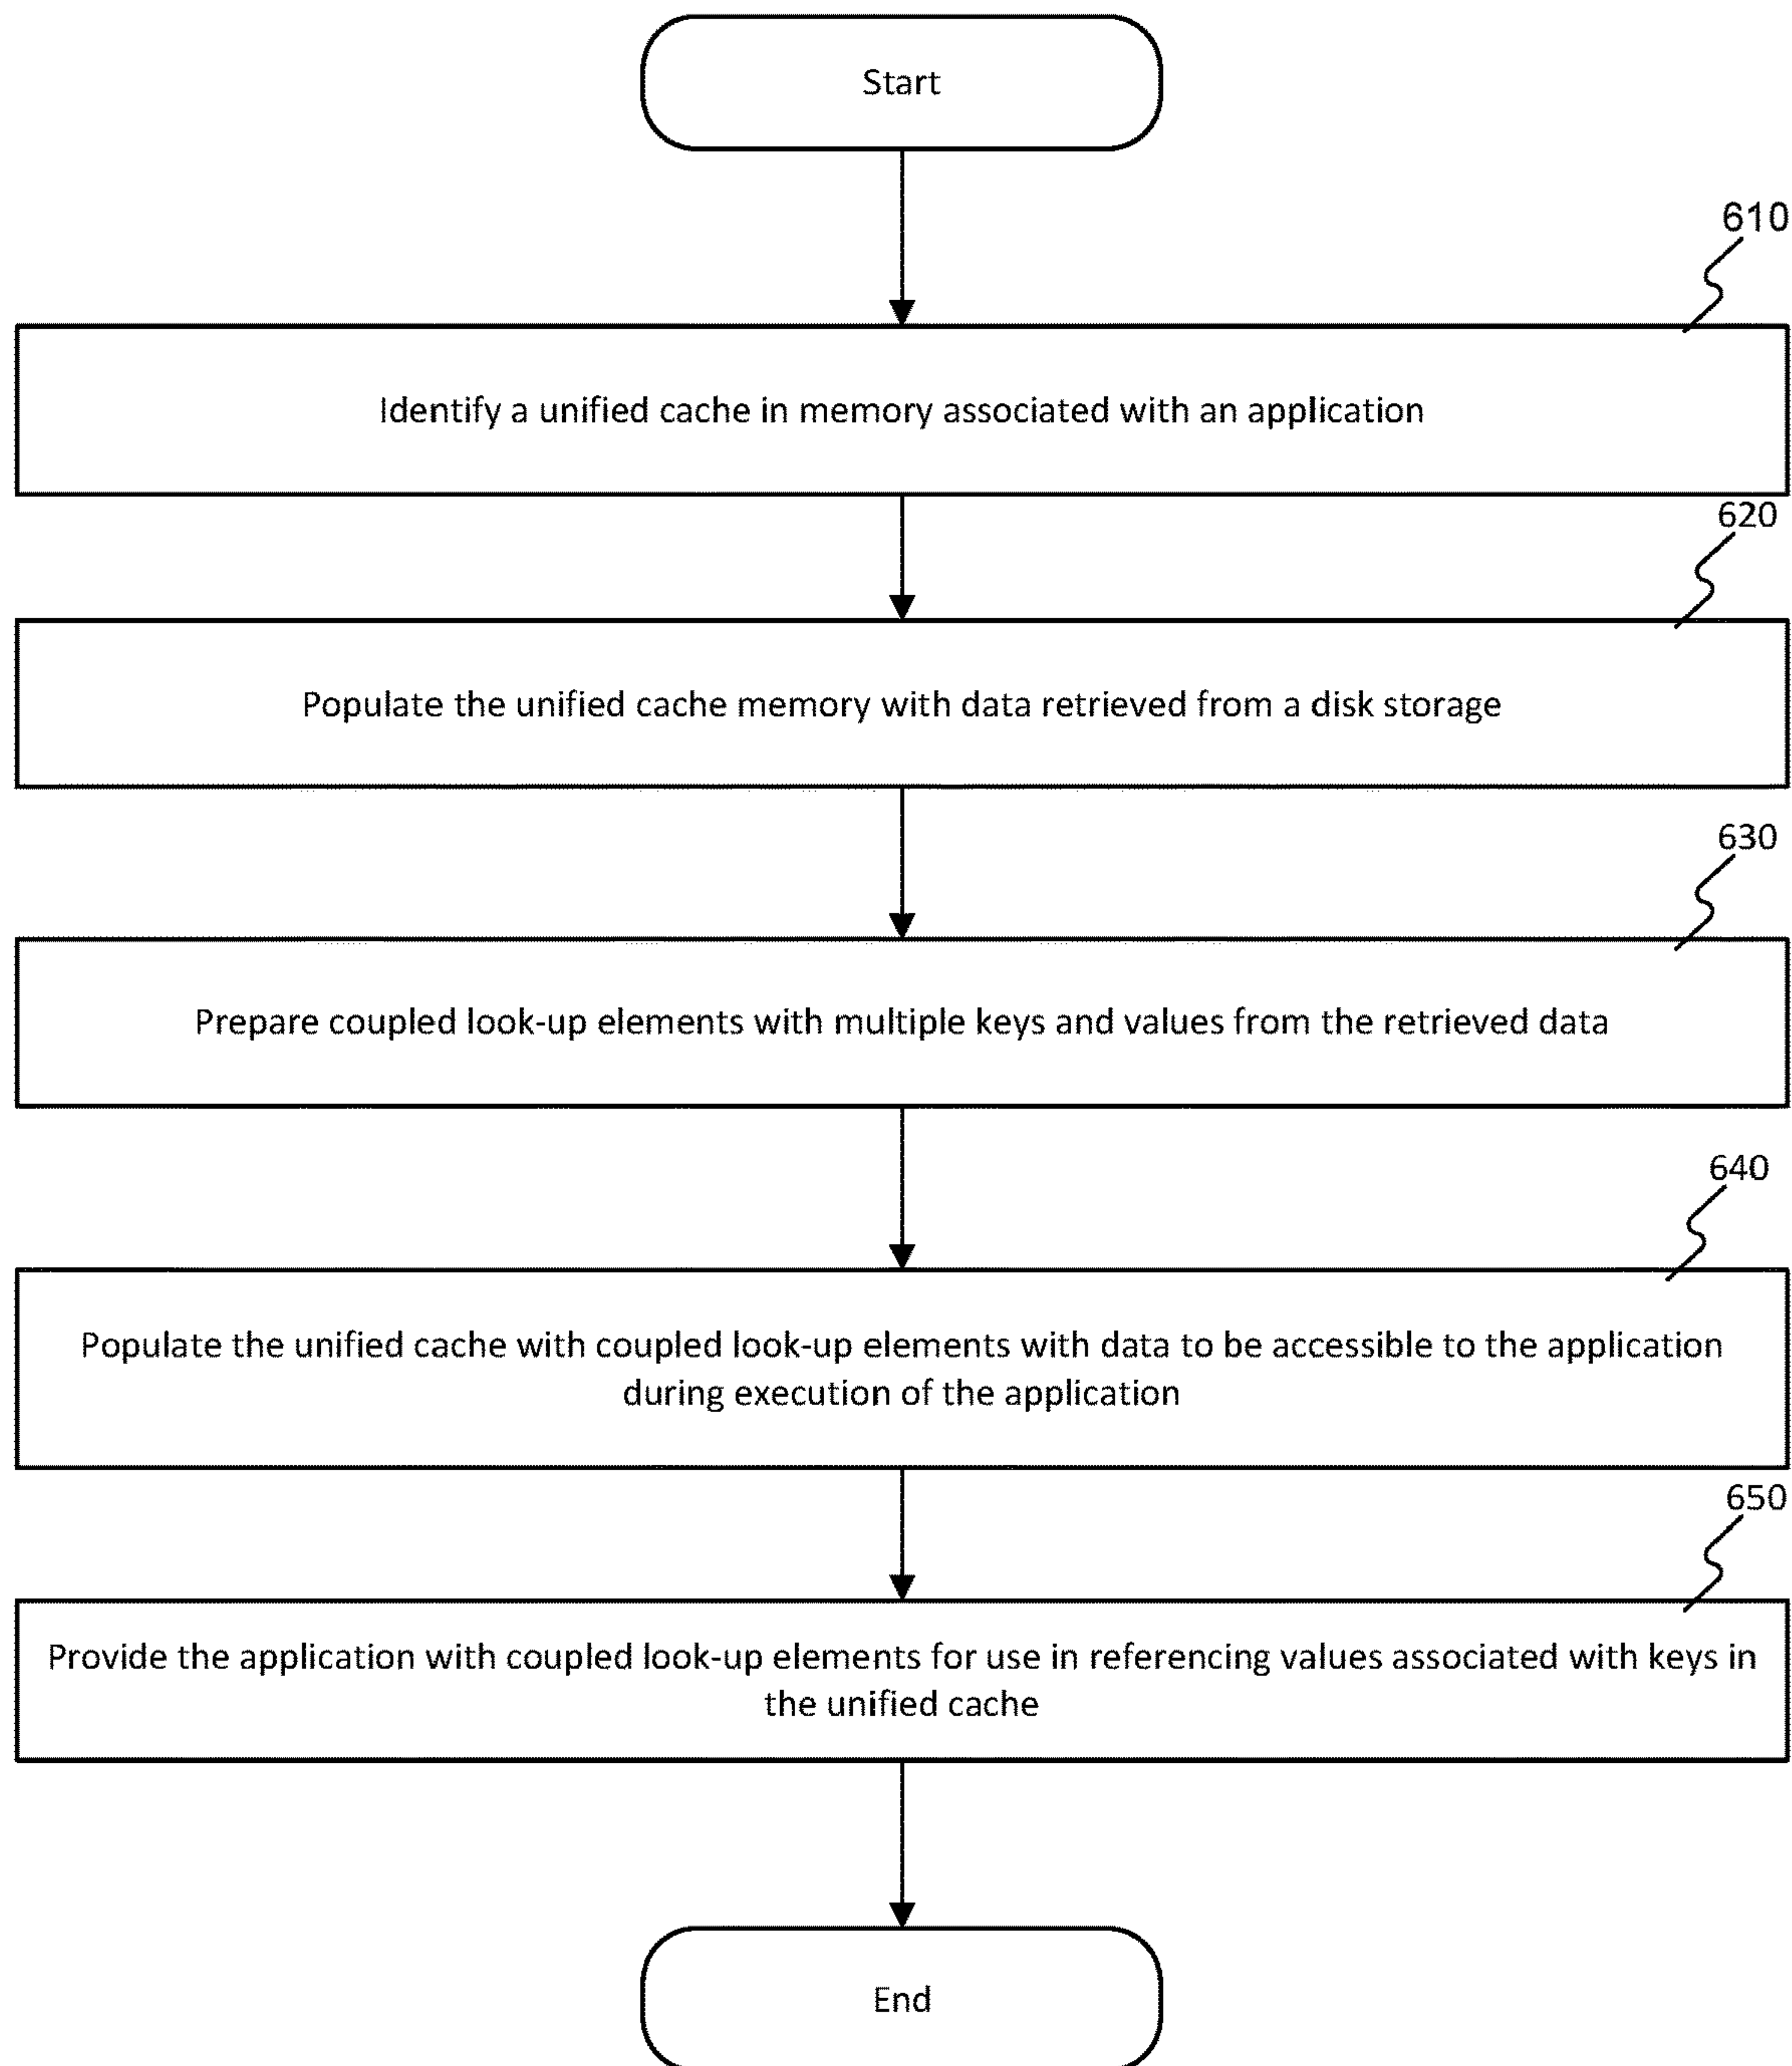 Start
610
Identify a unified cache in memory associated with an application
620
Populate the unified cache memory with data retrieved from a disk storage
630
Prepare coupled look-up elements with multiple keys and values from the retrieved data
640
Populate the unified cache with coupled look-up elements with data to be accessible to the application
during execution of the application
650
Provide the application with coupled look-up elements for use in referencing values associated with keys in
the unified cache
End